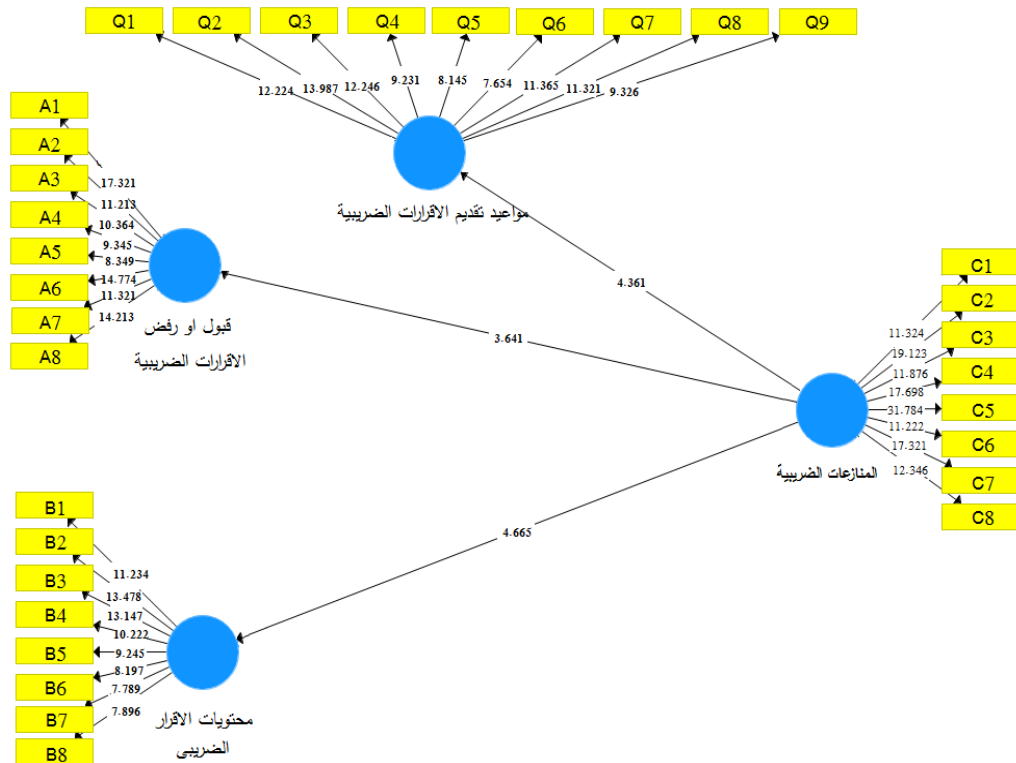 Q1 Q2 Q3 Q4 Q5 Q6 Q7 Q8 Q9
12.224 13.987 12.246 9.231 8.145 7.654 11.365 11.321 9.326
مواعيد تقديم الاقرارات الضريبية
A1
A2
A3
A4
A5
A6
A7
A8
17.321
11.213
10.364
9.345
8.349
14.774
11.321
14.213
قبول او رفض
الاقرارات الضريبية
4.361
3.641
4.665
C1
C2
C3
C4
C5
C6
C7
C8
11.324
19.123
11.876
17.698
31.784
11.222
17.321
12.346
المنازعات الضريبية
B1
B2
B3
B4
B5
B6
B7
B8
11.234
13.478
13.147
10.222
9.245
8.197
7.789
7.896
محتويات الاقرار
الضريبى